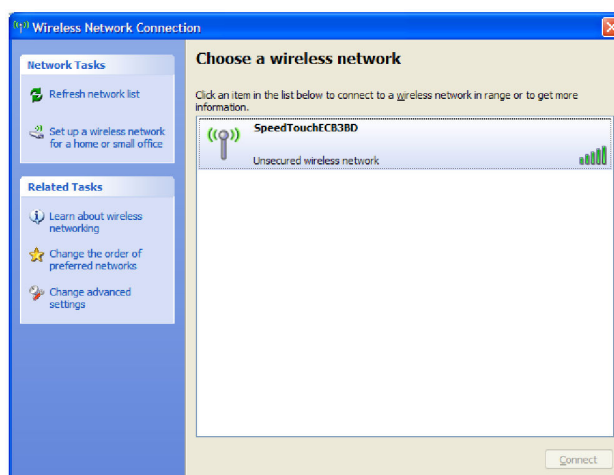 Wireless Network Connection
Network Tasks
Refresh network list
Set up a wireless network
for a home or small office
Related Tasks
Learn about wireless
networking
Change the order of
preferred networks
Change advanced
settings
Choose a wireless network
Click an item in the list below to connect to a wireless network in range or to get more
information.
SpeedTouchECB3BD
Unsecured wireless network
Connect